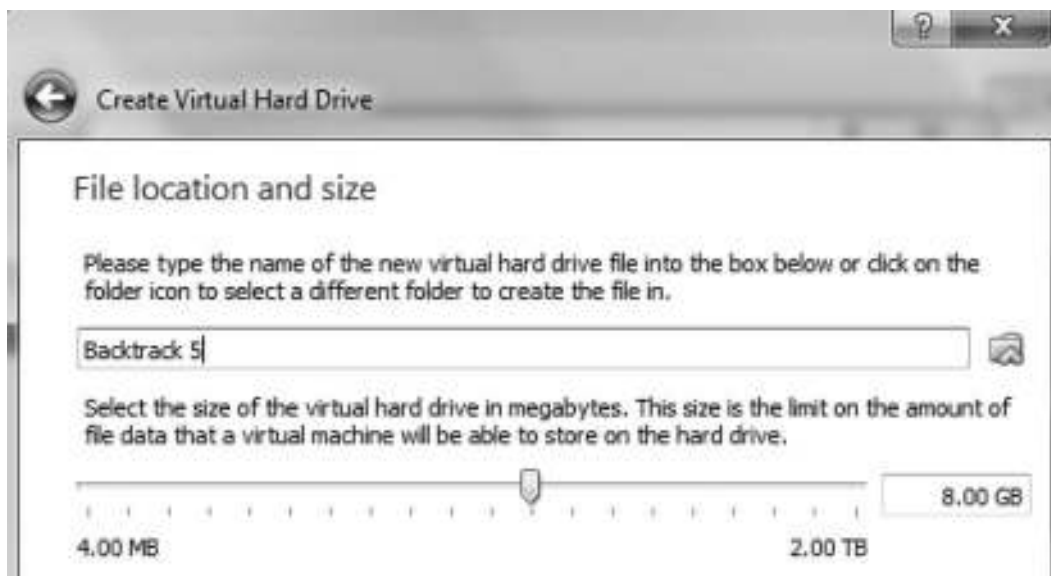 ?
Create Virtual Hard Drive
File location and size
Please type the name of the new virtual hard drive file into the box below or click on the
folder icon to select a different folder to create the file in.
Backtrack 5
Select the size of the virtual hard drive in megabytes. This size is the limit on the amount of
file data that a virtual machine will be able to store on the hard drive.
8.00 GB
4.00 MB 2.00 TB